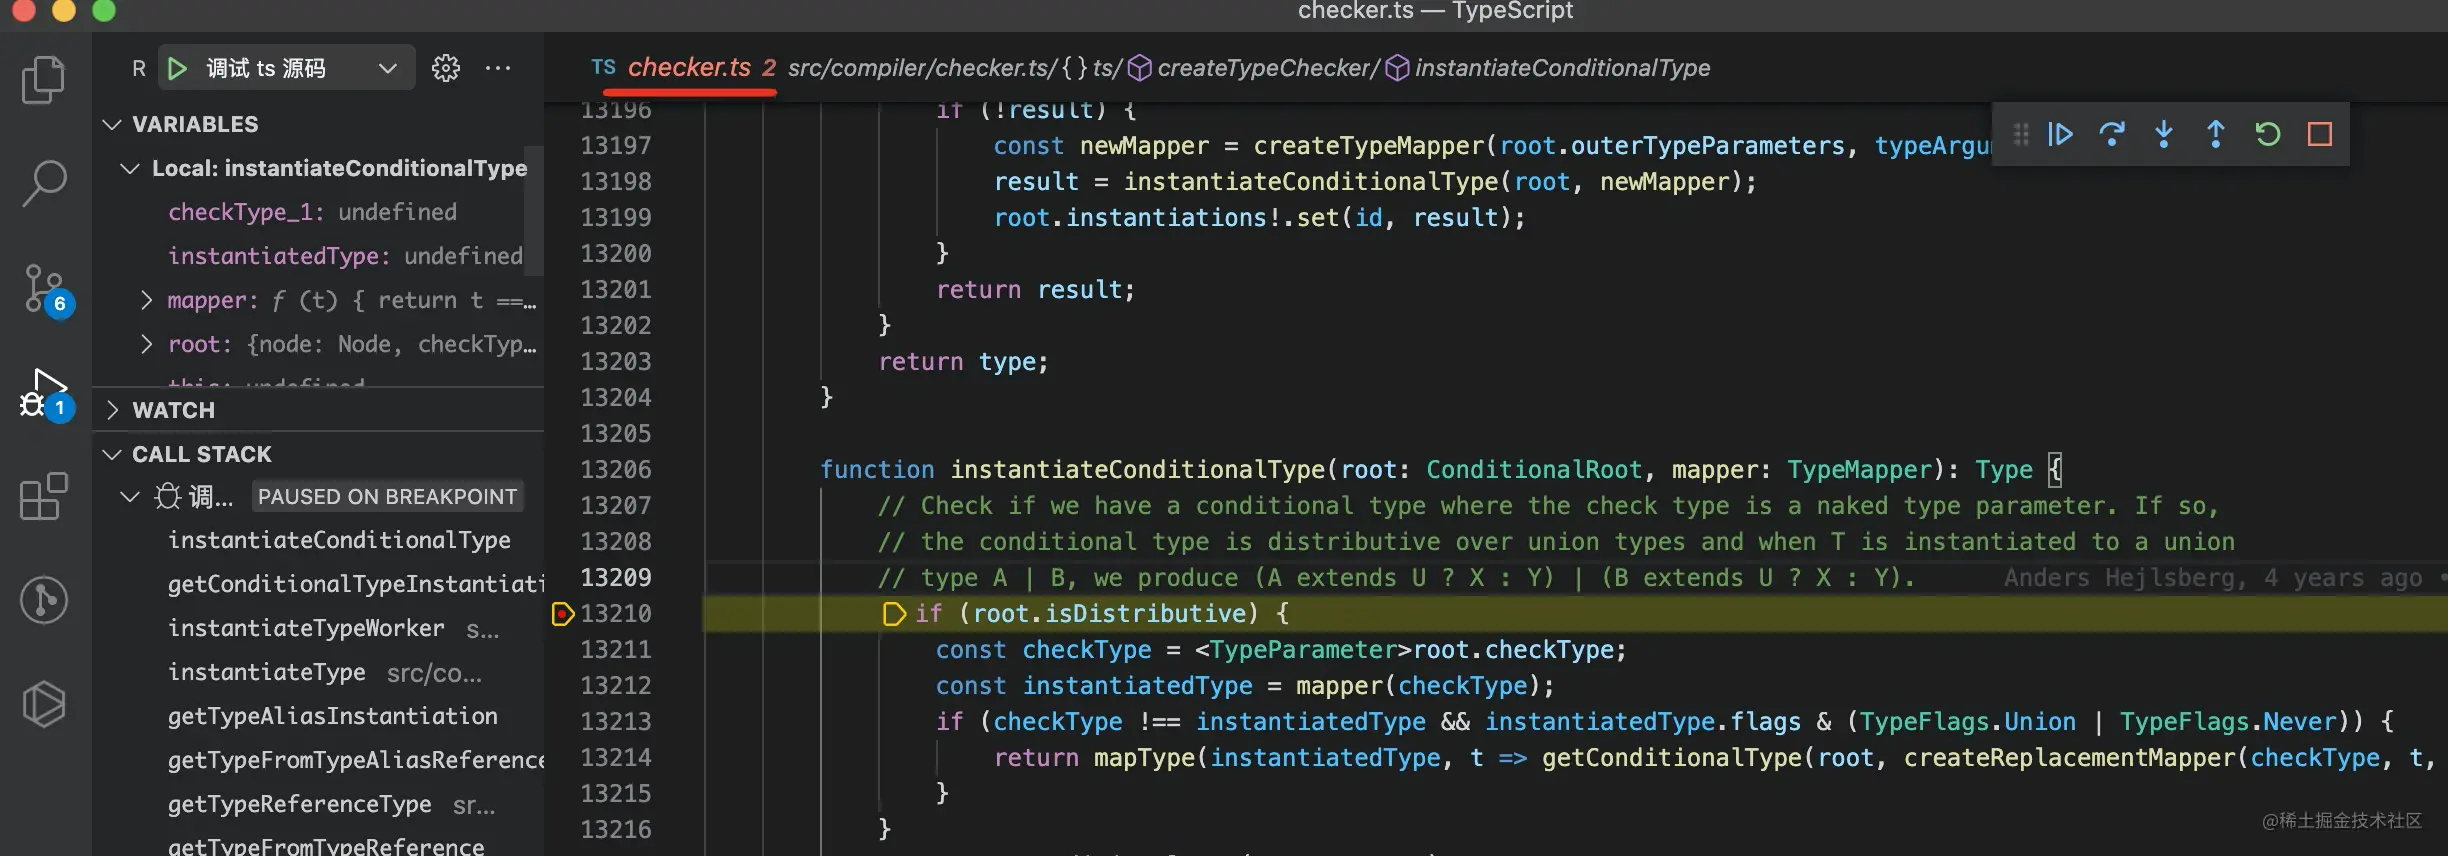 checker.ts — TypeScript
R 调试 ts 源码
VARIABLES
Local: instantiateConditionalType
checkType_1: undefined
instantiatedType: undefined
mapper: f (t) { return t ==…
root: {node: Node, checkTyp…
this: undefined
WATCH
CALL STACK
调… PAUSED ON BREAKPOINT
instantiateConditionalType
getConditionalTypeInstantiati
instantiateTypeWorker s…
instantiateType src/co…
getTypeAliasInstantiation
getTypeFromTypeAliasReference
getTypeReferenceType sr…
getTypeFromTypeReference
6
1
TS checker.ts 2 src/compiler/checker.ts/ {} ts/ createTypeChecker/ instantiateConditionalType
13196 if (!result) {
13197 const newMapper = createTypeMapper(root.outerTypeParameters, typeArgu
13198 result = instantiateConditionalType(root, newMapper);
13199 root.instantiations!.set(id, result);
13200 }
13201 return result;
13202 }
13203 return type;
13204 }
13205
13206 function instantiateConditionalType(root: ConditionalRoot, mapper: TypeMapper): Type {
13207 // Check if we have a conditional type where the check type is a naked type parameter. If so,
13208 // the conditional type is distributive over union types and when T is instantiated to a union
13209 // type A | B, we produce (A extends U ? X : Y) | (B extends U ? X : Y). Anders Hejlsberg, 4 years ago •
13210 if (root.isDistributive) {
13211 const checkType = <TypeParameter>root.checkType;
13212 const instantiatedType = mapper(checkType);
13213 if (checkType !== instantiatedType && instantiatedType.flags & (TypeFlags.Union | TypeFlags.Never)) {
13214 return mapType(instantiatedType, t => getConditionalType(root, createReplacementMapper(checkType, t,
13215 }
13216 }
@稀土掘金技术社区